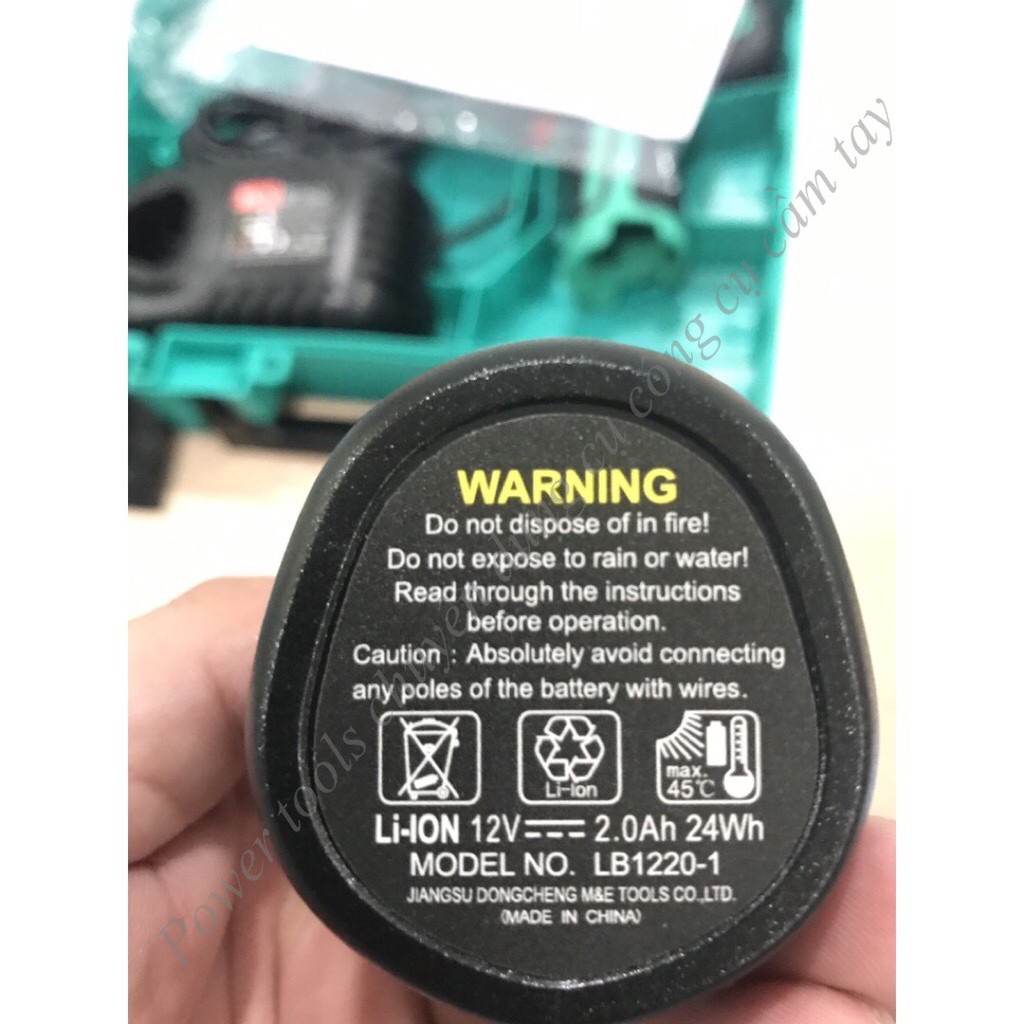 WARNING
Do not dispose of in fire!
Do not expose to rain or water!
Read through the instructions
before operation.
Caution : Absolutely avoid connecting
any poles of the battery with wires.
Li-Ion
max.
45℃
Li-ION 12V 2.0Ah 24Wh
MODEL NO. LB1220-1
JIANGSU DONGCHENG M&E TOOLS CO.,LTD.
(MADE IN CHINA)
Power tools chuyên dụng cụ công cụ cầm tay